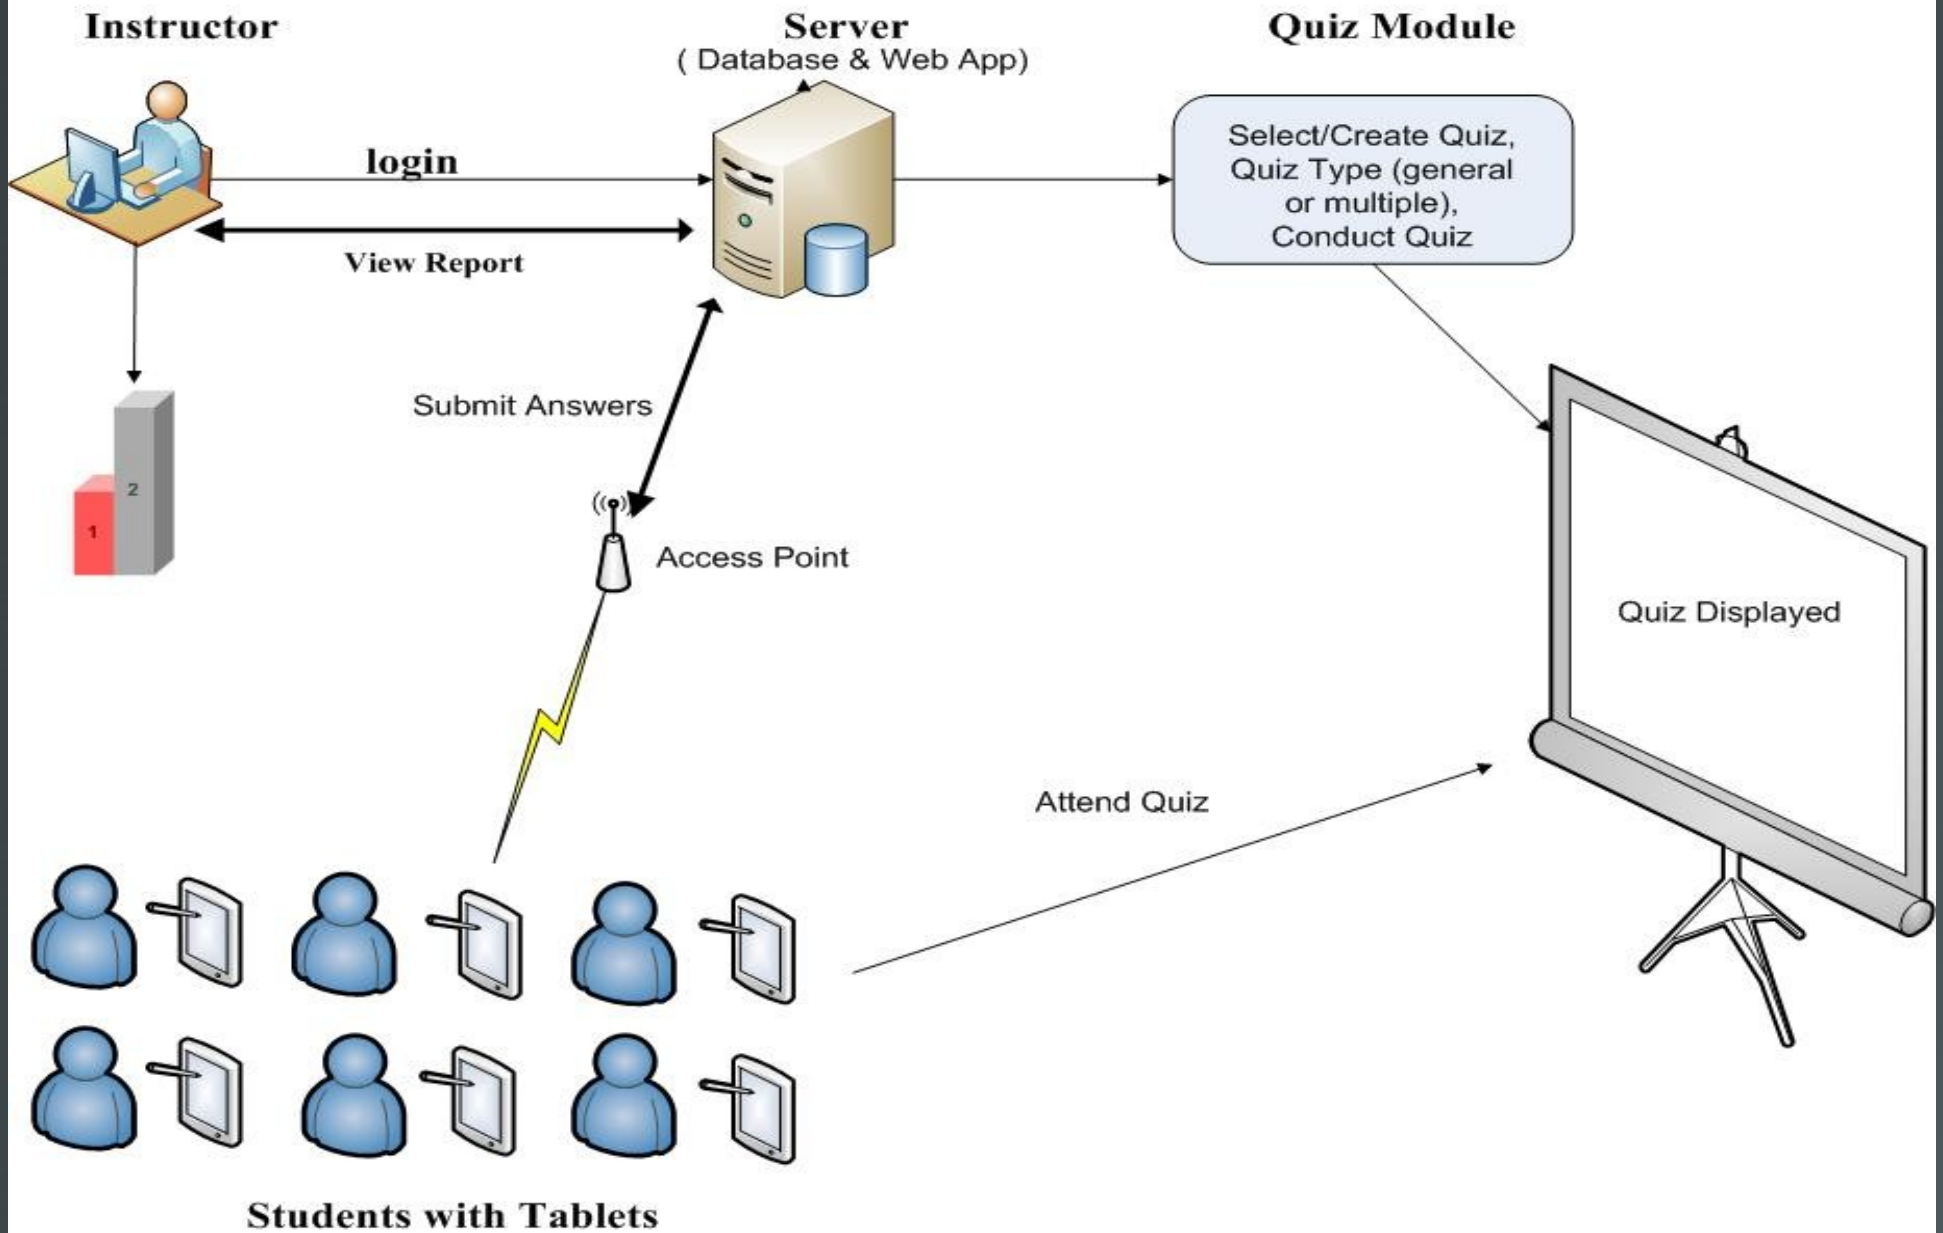 Instructor
Server
( Database & Web App)
Quiz Module
login
View Report
Select/Create Quiz,
Quiz Type (general
or multiple),
Conduct Quiz
Submit Answers
2
1
Access Point
Quiz Displayed
Attend Quiz
Students with Tablets